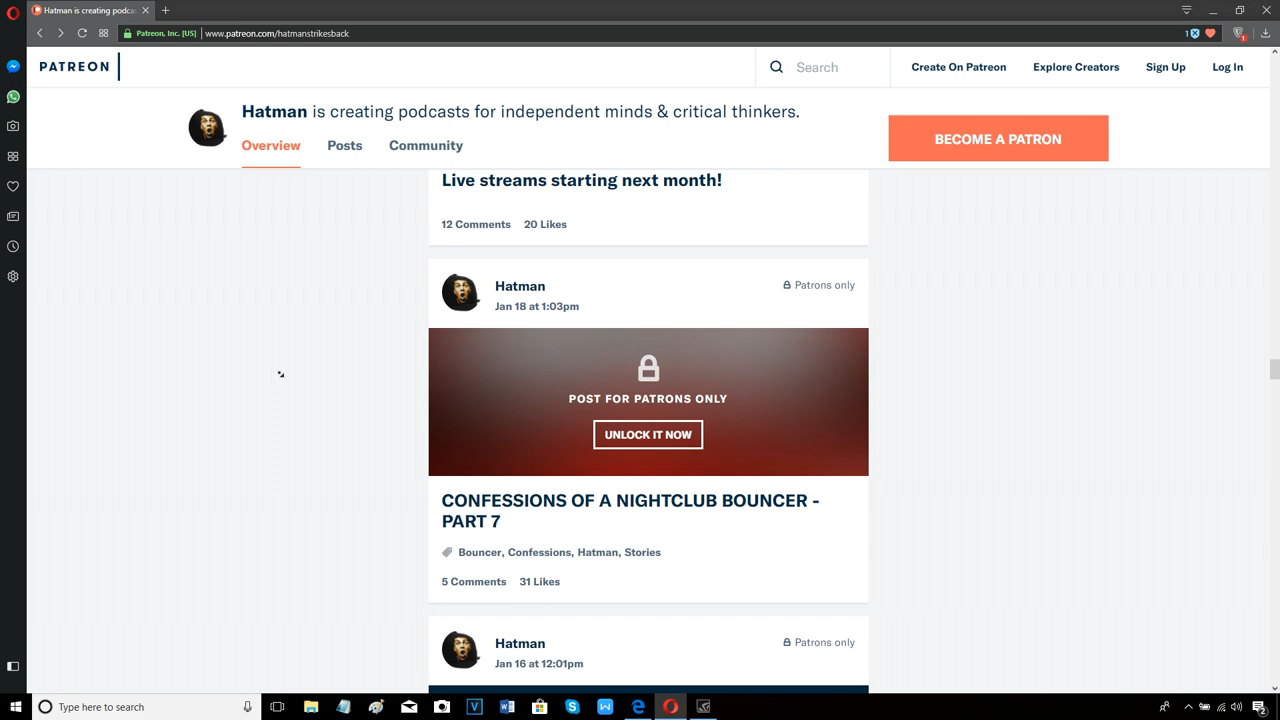 Hatman is creating podca
Patreon, Inc. [US]
www.patreon.com/hatmanstrikesback
1
1
PATREON
Search
Create On Patreon
Explore Creators
Sign Up
Log In
Hatman is creating podcasts for independent minds & critical thinkers.
Overview
Posts
Community
BECOME A PATRON
Live streams starting next month!
12 Comments
20 Likes
Hatman
Patrons only
Jan 18 at 1:03pm
POST FOR PATRONS ONLY
UNLOCK IT NOW
CONFESSIONS OF A NIGHTCLUB BOUNCER -
PART 7
Bouncer, Confessions, Hatman, Stories
5 Comments
31 Likes
Hatman
Patrons only
Jan 16 at 12:01pm
Type here to search